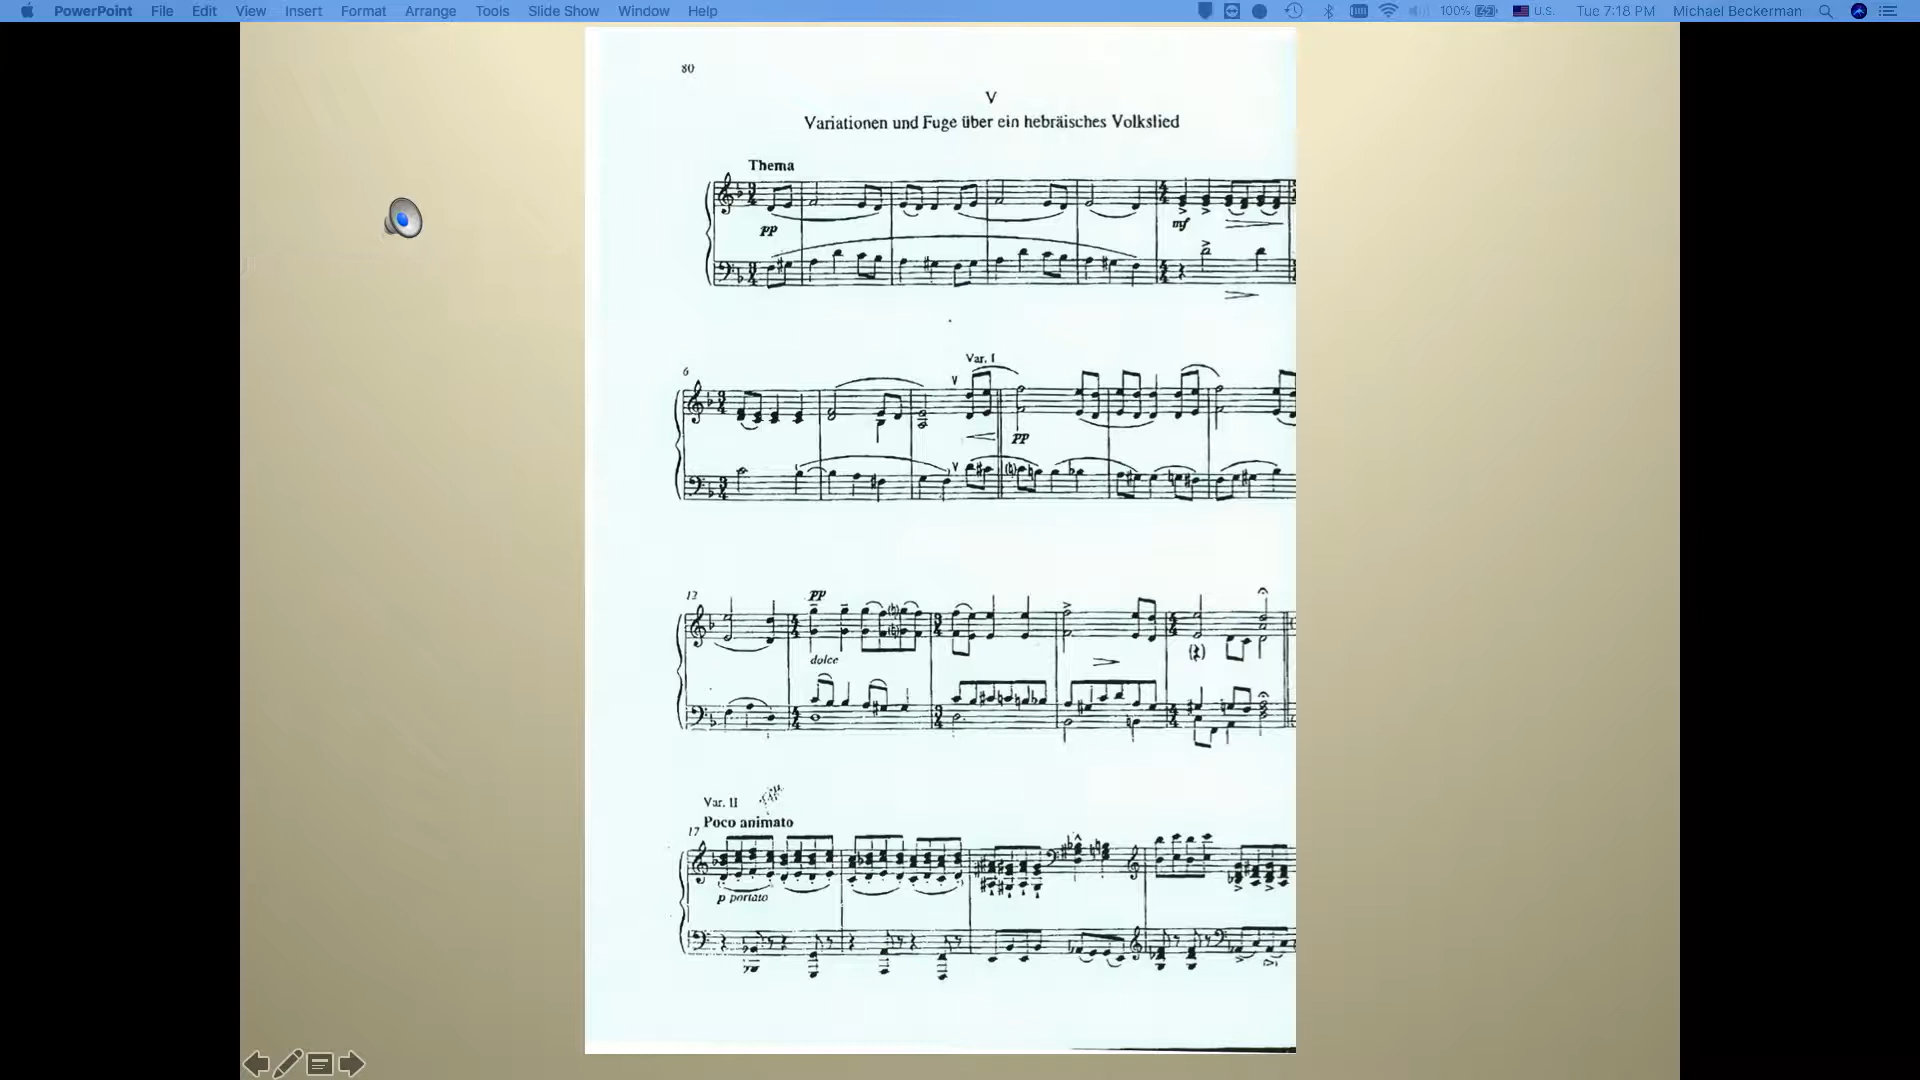 PowerPoint File Edit View Insert Format Arrange Tools Slide Show Window Help 100% U.S. Tue 7:18 PM Michael Beckerman
80
V
Variationen und Fuge über ein hebräisches Volkslied
Thema
pp
mf
6
Var. I
pp
12
pp
dolce
Var. II
Poco animato
17
p portato